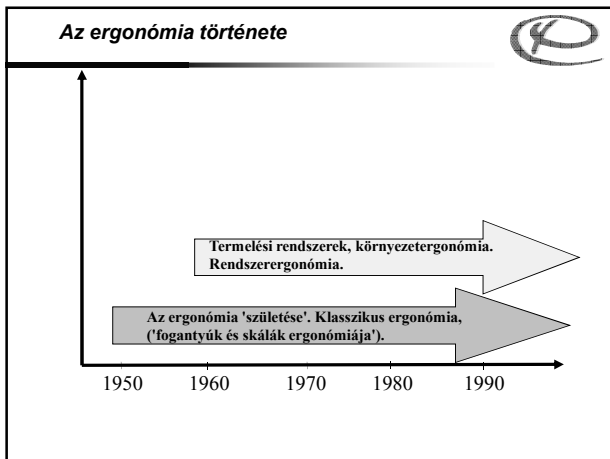 Az ergonómia története
Termelési rendszerek, környezetergonómia.
Rendszerergonómia.
Az ergonómia 'születése'. Klasszikus ergonómia,
('fogantyúk és skálák ergonómiája').
1950 1960 1970 1980 1990